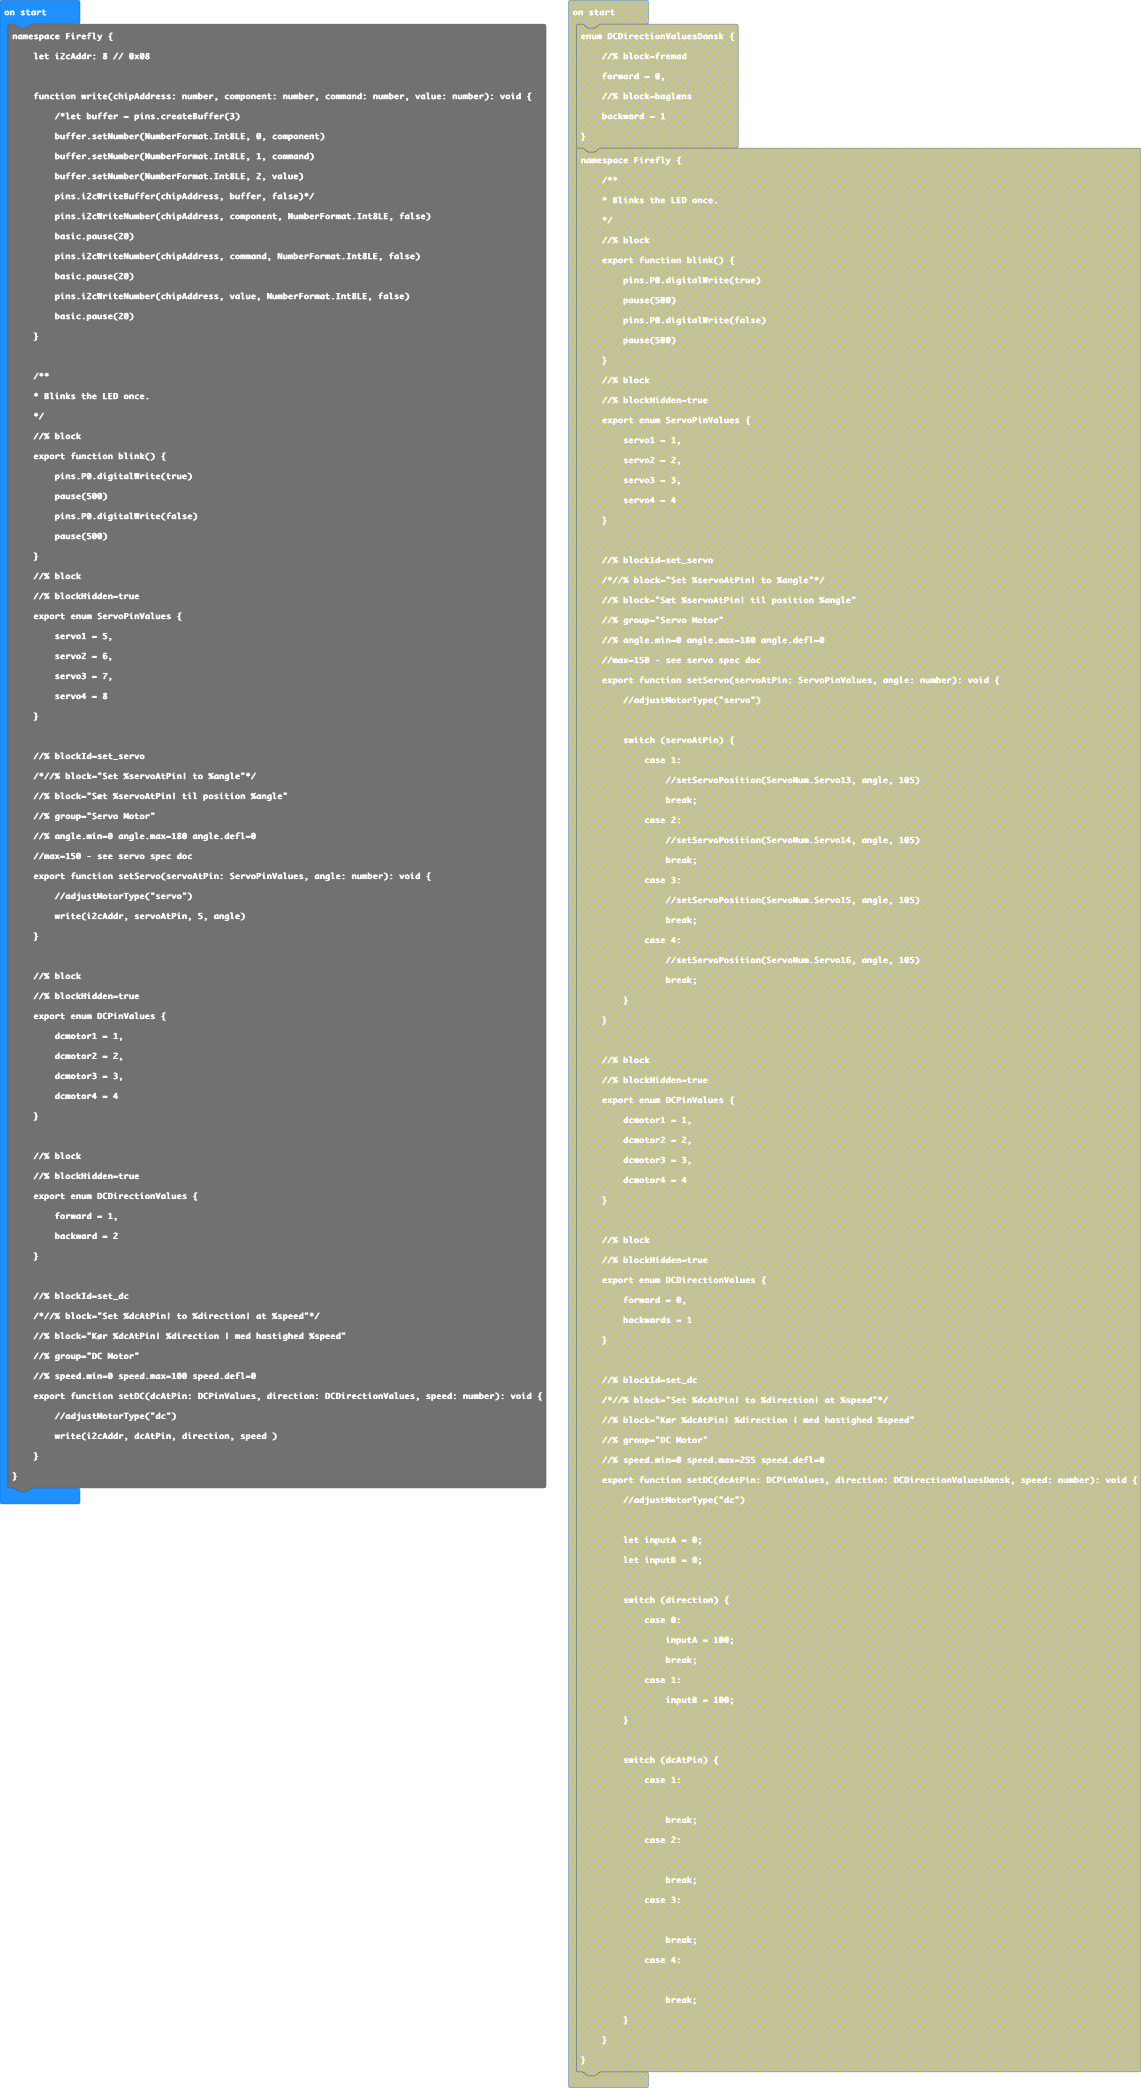 on start
namespace Firefly {
let i2cAddr: 8 // 0x08
function write(chipAddress: number, component: number, command: number, value: number): void {
/*let buffer = pins.createBuffer(3)
buffer.setNumber(NumberFormat.Int8LE, 0, component)
buffer.setNumber(NumberFormat.Int8LE, 1, command)
buffer.setNumber(NumberFormat.Int8LE, 2, value)
pins.i2cWriteBuffer(chipAddress, buffer, false)*/
pins.i2cWriteNumber(chipAddress, component, NumberFormat.Int8LE, false)
basic.pause(20)
pins.i2cWriteNumber(chipAddress, command, NumberFormat.Int8LE, false)
basic.pause(20)
pins.i2cWriteNumber(chipAddress, value, NumberFormat.Int8LE, false)
basic.pause(20)
}
/**
* Blinks the LED once.
*/
//% block
export function blink() {
pins.P0.digitalWrite(true)
pause(500)
pins.P0.digitalWrite(false)
pause(500)
}
//% block
//% blockHidden=true
export enum ServoPinValues {
servo1 = 5,
servo2 = 6,
servo3 = 7,
servo4 = 8
}
//% blockId=set_servo
/*//% block="Set %servoAtPin| to %angle"*/
//% block="Sæt %servoAtPin| til position %angle"
//% group="Servo Motor"
//% angle.min=0 angle.max=180 angle.defl=0
//max=150 - see servo spec doc
export function setServo(servoAtPin: ServoPinValues, angle: number): void {
//adjustMotorType("servo")
write(i2cAddr, servoAtPin, 5, angle)
}
//% block
//% blockHidden=true
export enum DCPinValues {
dcmotor1 = 1,
dcmotor2 = 2,
dcmotor3 = 3,
dcmotor4 = 4
}
//% block
//% blockHidden=true
export enum DCDirectionValues {
forward = 1,
backward = 2
}
//% blockId=set_dc
/*//% block="Set %dcAtPin| to %direction| at %speed"*/
//% block="Kør %dcAtPin| %direction | med hastighed %speed"
//% group="DC Motor"
//% speed.min=0 speed.max=100 speed.defl=0
export function setDC(dcAtPin: DCPinValues, direction: DCDirectionValues, speed: number): void {
//adjustMotorType("dc")
write(i2cAddr, dcAtPin, direction, speed )
}
}
on start
enum DCDirectionValuesDansk {
//% block=fremad
forward = 0,
//% block=baglæns
backward = 1
}
namespace Firefly {
/**
* Blinks the LED once.
*/
//% block
export function blink() {
pins.P0.digitalWrite(true)
pause(500)
pins.P0.digitalWrite(false)
pause(500)
}
//% block
//% blockHidden=true
export enum ServoPinValues {
servo1 = 1,
servo2 = 2,
servo3 = 3,
servo4 = 4
}
//% blockId=set_servo
/*//% block="Set %servoAtPin| to %angle"*/
//% block="Sæt %servoAtPin| til position %angle"
//% group="Servo Motor"
//% angle.min=0 angle.max=180 angle.defl=0
//max=150 - see servo spec doc
export function setServo(servoAtPin: ServoPinValues, angle: number): void {
//adjustMotorType("servo")
switch (servoAtPin) {
case 1:
//setServoPosition(ServoNum.Servo13, angle, 105)
break;
case 2:
//setServoPosition(ServoNum.Servo14, angle, 105)
break;
case 3:
//setServoPosition(ServoNum.Servo15, angle, 105)
break;
case 4:
//setServoPosition(ServoNum.Servo16, angle, 105)
break;
}
}
//% block
//% blockHidden=true
export enum DCPinValues {
dcmotor1 = 1,
dcmotor2 = 2,
dcmotor3 = 3,
dcmotor4 = 4
}
//% block
//% blockHidden=true
export enum DCDirectionValues {
forward = 0,
backwards = 1
}
//% blockId=set_dc
/*//% block="Set %dcAtPin| to %direction| at %speed"*/
//% block="Kør %dcAtPin| %direction | med hastighed %speed"
//% group="DC Motor"
//% speed.min=0 speed.max=255 speed.defl=0
export function setDC(dcAtPin: DCPinValues, direction: DCDirectionValuesDansk, speed: number): void {
//adjustMotorType("dc")
let inputA = 0;
let inputB = 0;
switch (direction) {
case 0:
inputA = 100;
break;
case 1:
inputB = 100;
}
switch (dcAtPin) {
case 1:
break;
case 2:
break;
case 3:
break;
case 4:
break;
}
}
}